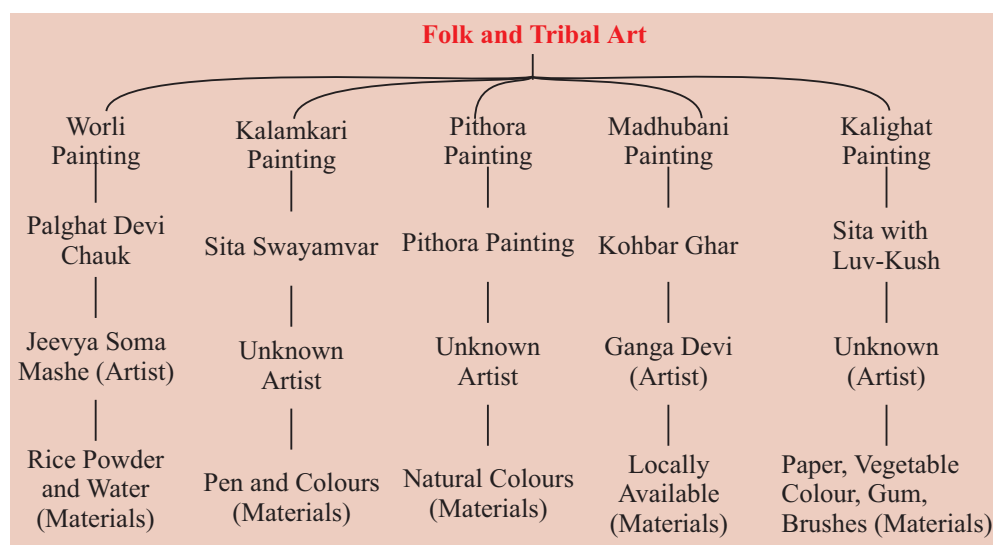 Folk and Tribal Art
Worli
Painting
Kalamkari
Painting
Pithora
Painting
Madhubani
Painting
Kalighat
Painting
Palghat Devi
Chauk
Sita Swayamvar
Pithora Painting
Kohbar Ghar
Sita with
Luv-Kush
Jeevya Soma
Mashe (Artist)
Unknown
Artist
Unknown
Artist
Ganga Devi
(Artist)
Unknown
(Artist)
Rice Powder
and Water
(Materials)
Pen and Colours
(Materials)
Natural Colours
(Materials)
Locally
Available
(Materials)
Paper, Vegetable
Colour, Gum,
Brushes (Materials)